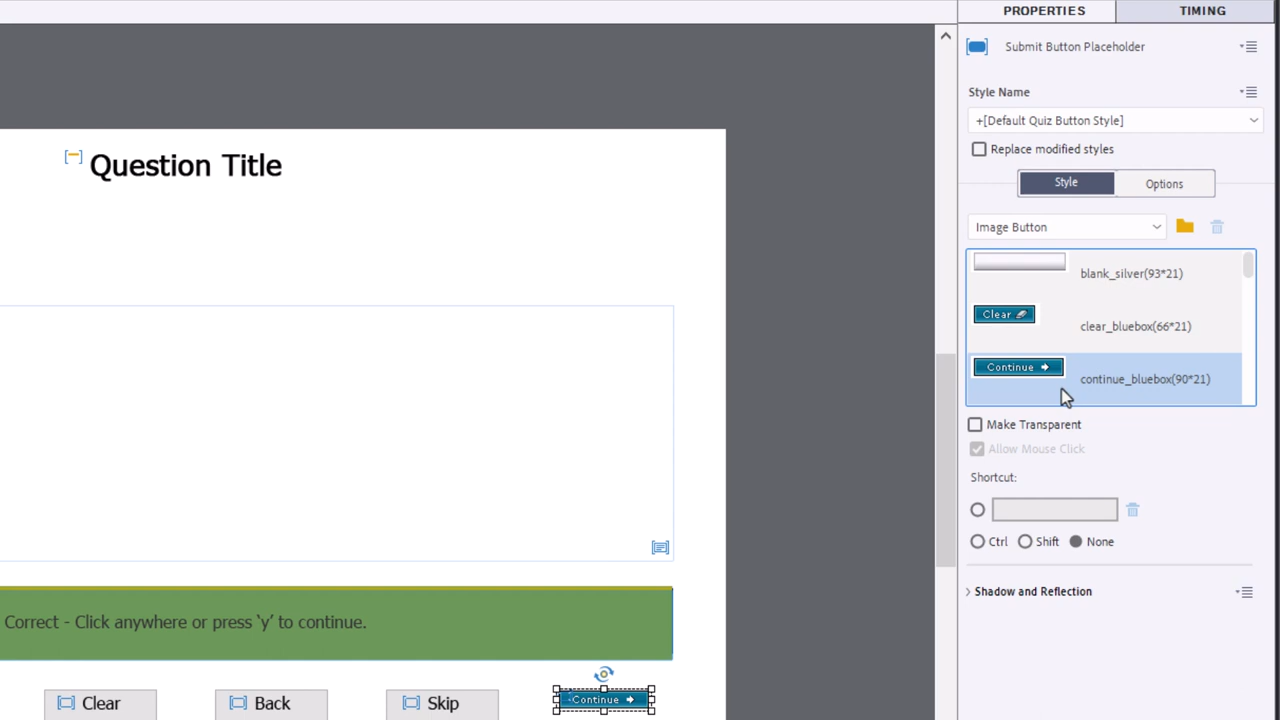 PROPERTIES
TIMING
Submit Button Placeholder
Style Name
+[Default Quiz Button Style]
Replace modified styles
Style
Options
Image Button
blank_silver(93*21)
Clear
clear_bluebox(66*21)
Continue
continue_bluebox(90*21)
Make Transparent
Allow Mouse Click
Shortcut:
Ctrl
Shift
None
Shadow and Reflection
Question Title
Correct - Click anywhere or press ‘y’ to continue.
Clear
Back
Skip
Continue